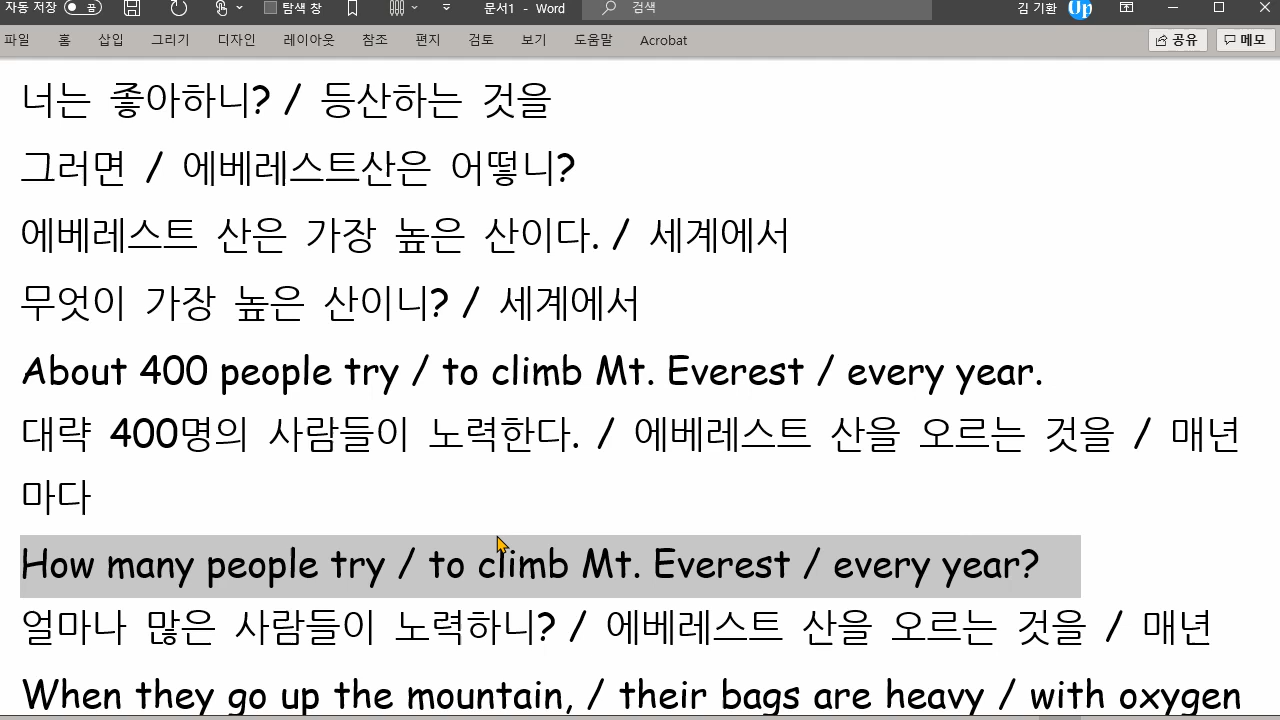 자동 저장 끔 탐색 창 문서1 - Word 검색 김 기환 Up
파일 홈 삽입 그리기 디자인 레이아웃 참조 편지 검토 보기 도움말 Acrobat 공유 메모
너는 좋아하니? / 등산하는 것을
그러면 / 에베레스트산은 어떻니?
에베레스트 산은 가장 높은 산이다. / 세계에서
무엇이 가장 높은 산이니? / 세계에서
About 400 people try / to climb Mt. Everest / every year.
대략 400명의 사람들이 노력한다. / 에베레스트 산을 오르는 것을 / 매년
마다
How many people try / to climb Mt. Everest / every year?
얼마나 많은 사람들이 노력하니? / 에베레스트 산을 오르는 것을 / 매년
When they go up the mountain, / their bags are heavy / with oxygen